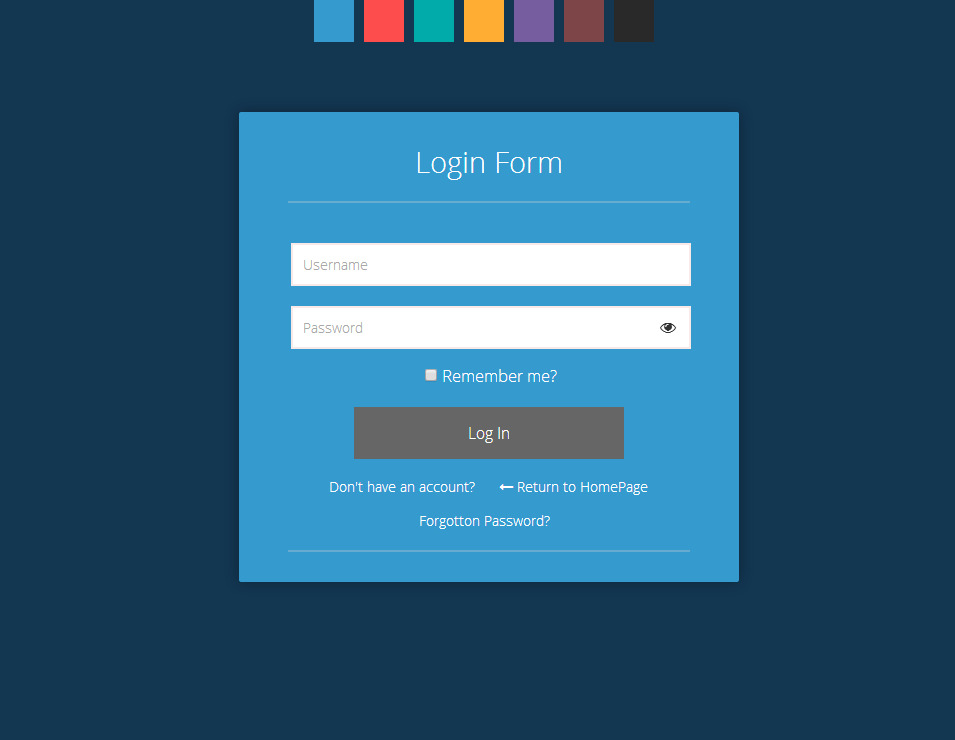 Login Form
Username
Password
Remember me?
Log In
Don't have an account? Return to HomePage
Forgotton Password?